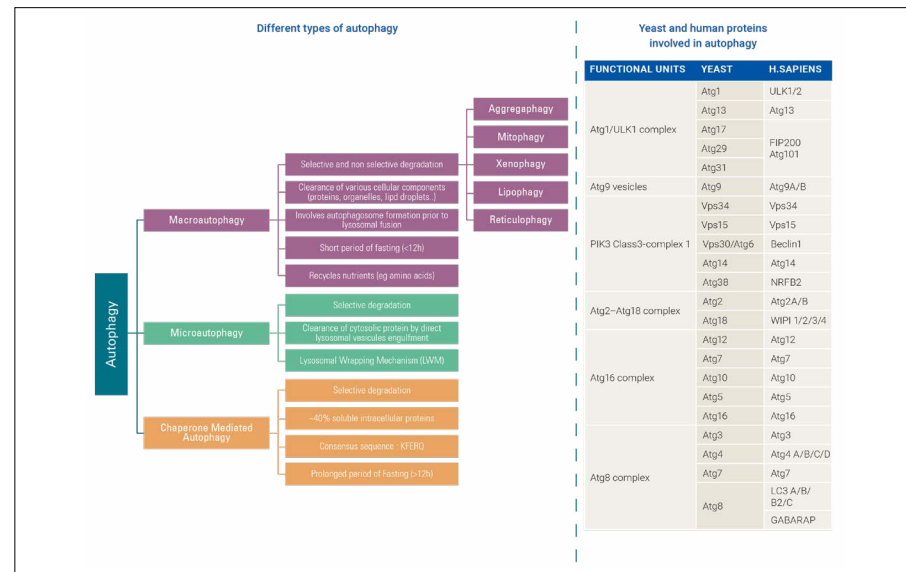 Different types of autophagy
Autophagy
Macroautophagy
Selective and non selective degradation
Aggregaphagy
Mitophagy
Xenophagy
Lipophagy
Reticulophagy
Clearance of various cellular components
(proteins, organelles, lipd droplets..)
Involves autophagosome formation prior to
lysosomal fusion
Short period of fasting (<12h)
Recycles nutrients (eg amino acids)
Microautophagy
Selective degradation
Clearance of cytosolic protein by direct
lysosomal vesicules engulfment
Lysosomal Wrapping Mechanism (LWM)
Chaperone Mediated
Autophagy
Selective degradation
~40% soluble intracellular proteins
Consensus sequence : KFERQ
Prolonged period of Fasting (>12h)
Yeast and human proteins
involved in autophagy
FUNCTIONAL UNITS YEAST H.SAPIENS
Atg1/ULK1 complex
Atg1 ULK1/2
Atg13 Atg13
Atg17
Atg29
Atg31
FIP200
Atg101
Atg9 vesicles Atg9 Atg9A/B
PIK3 Class3-complex 1
Vps34 Vps34
Vps15 Vps15
Vps30/Atg6 Beclin1
Atg14 Atg14
Atg38 NRFB2
Atg2–Atg18 complex
Atg2 Atg2A/B
Atg18 WIPI 1/2/3/4
Atg16 complex
Atg12 Atg12
Atg7 Atg7
Atg10 Atg10
Atg5 Atg5
Atg16 Atg16
Atg8 complex
Atg3 Atg3
Atg4 Atg4 A/B/C/D
Atg7 Atg7
Atg8
LC3 A/B/
B2/C
GABARAP